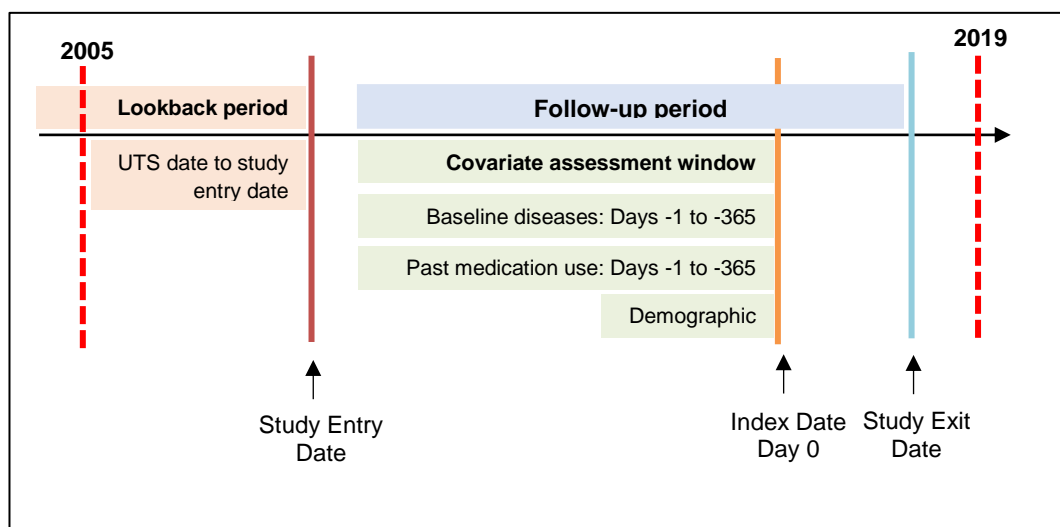 2005
2019
Lookback period
Follow-up period
UTS date to study
entry date
Covariate assessment window
Baseline diseases: Days -1 to -365
Past medication use: Days -1 to -365
Demographic
Study Entry
Date
Index Date
Day 0
Study Exit
Date